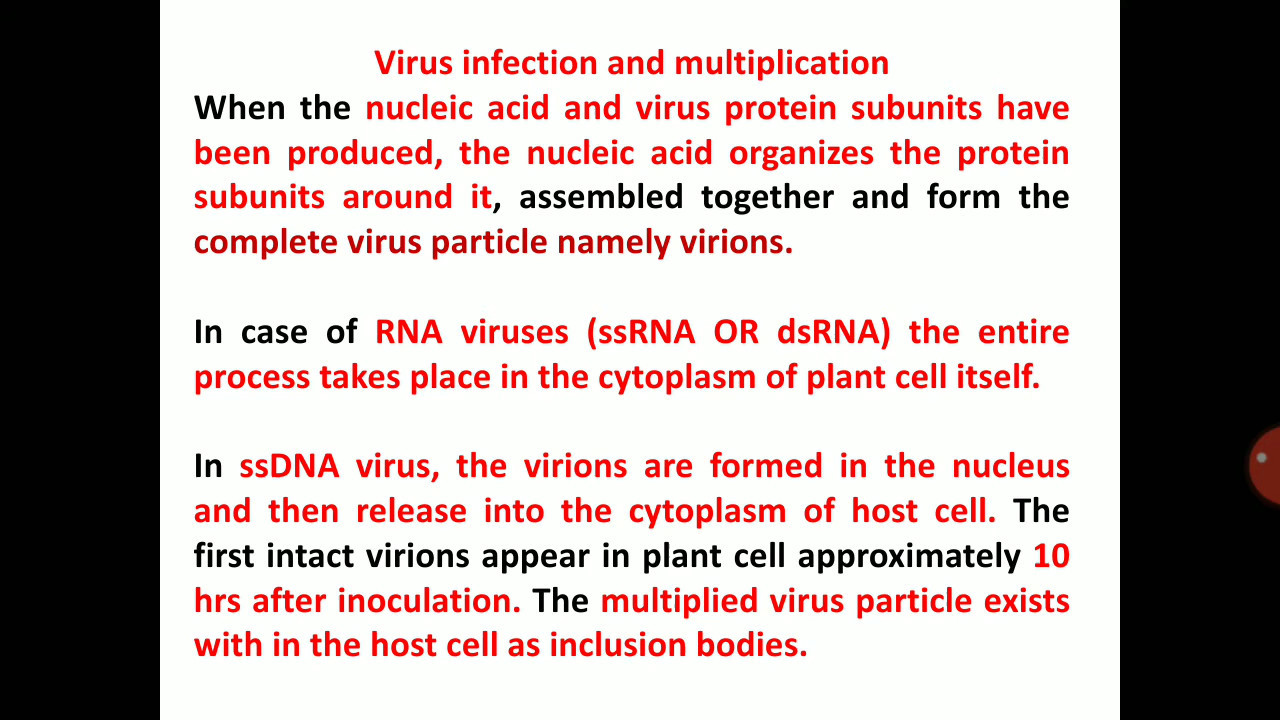 Virus infection and multiplication
When the nucleic acid and virus protein subunits have
been produced, the nucleic acid organizes the protein
subunits around it, assembled together and form the
complete virus particle namely virions.
In case of RNA viruses (ssRNA OR dsRNA) the entire
process takes place in the cytoplasm of plant cell itself.
In ssDNA virus, the virions are formed in the nucleus
and then release into the cytoplasm of host cell. The
first intact virions appear in plant cell approximately 10
hrs after inoculation. The multiplied virus particle exists
with in the host cell as inclusion bodies.